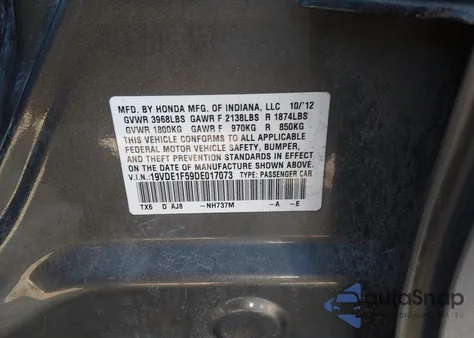 MFD. BY HONDA MFG. OF INDIANA, LLC 10/'12
GVWR 3968LBS GAWR F 2138LBS R 1874LBS
GVWR 1800KG GAWR F 970KG R 850KG
THIS VEHICLE CONFORMS TO ALL APPLICABLE
FEDERAL MOTOR VEHICLE SAFETY, BUMPER,
AND THEFT PREVENTION STANDARDS IN EFFECT
ON THE DATE OF MANUFACTURE SHOWN ABOVE.
V.I.N. 19VDE1F59DE017073 TYPE: PASSENGER CAR
TX6 D AJ8 -NH737M -A -E
autoSnap